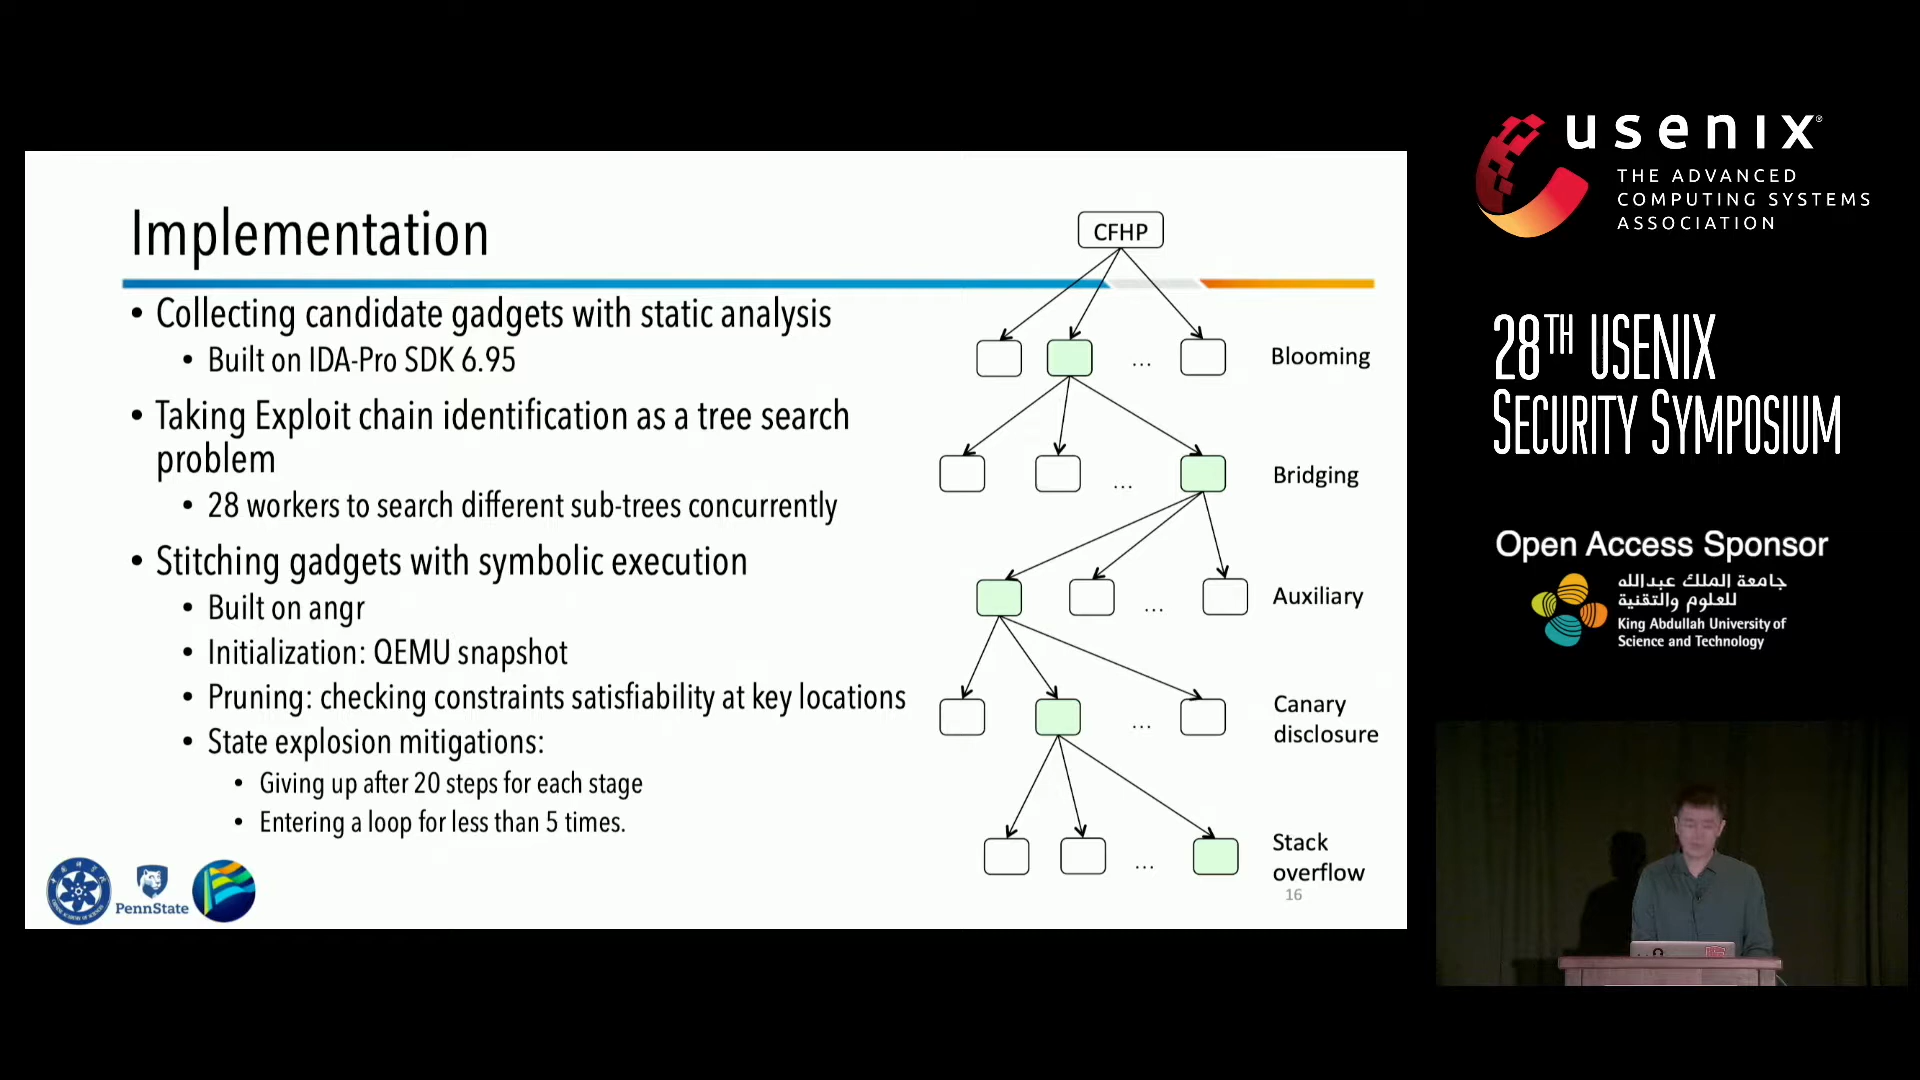 Implementation
• Collecting candidate gadgets with static analysis
• Built on IDA-Pro SDK 6.95
• Taking Exploit chain identification as a tree search
problem
• 28 workers to search different sub-trees concurrently
• Stitching gadgets with symbolic execution
• Built on angr
• Initialization: QEMU snapshot
• Pruning: checking constraints satisfiability at key locations
• State explosion mitigations:
• Giving up after 20 steps for each stage
• Entering a loop for less than 5 times.
PennState
CFHP
...
Blooming
...
Bridging
...
Auxiliary
...
Canary
disclosure
...
Stack
overflow
16
usenix®
THE ADVANCED
COMPUTING SYSTEMS
ASSOCIATION
28TH USENIX
SECURITY SYMPOSIUM
Open Access Sponsor
جامعة الملك عبدالله
للعلوم والتقنية
King Abdullah University of
Science and Technology